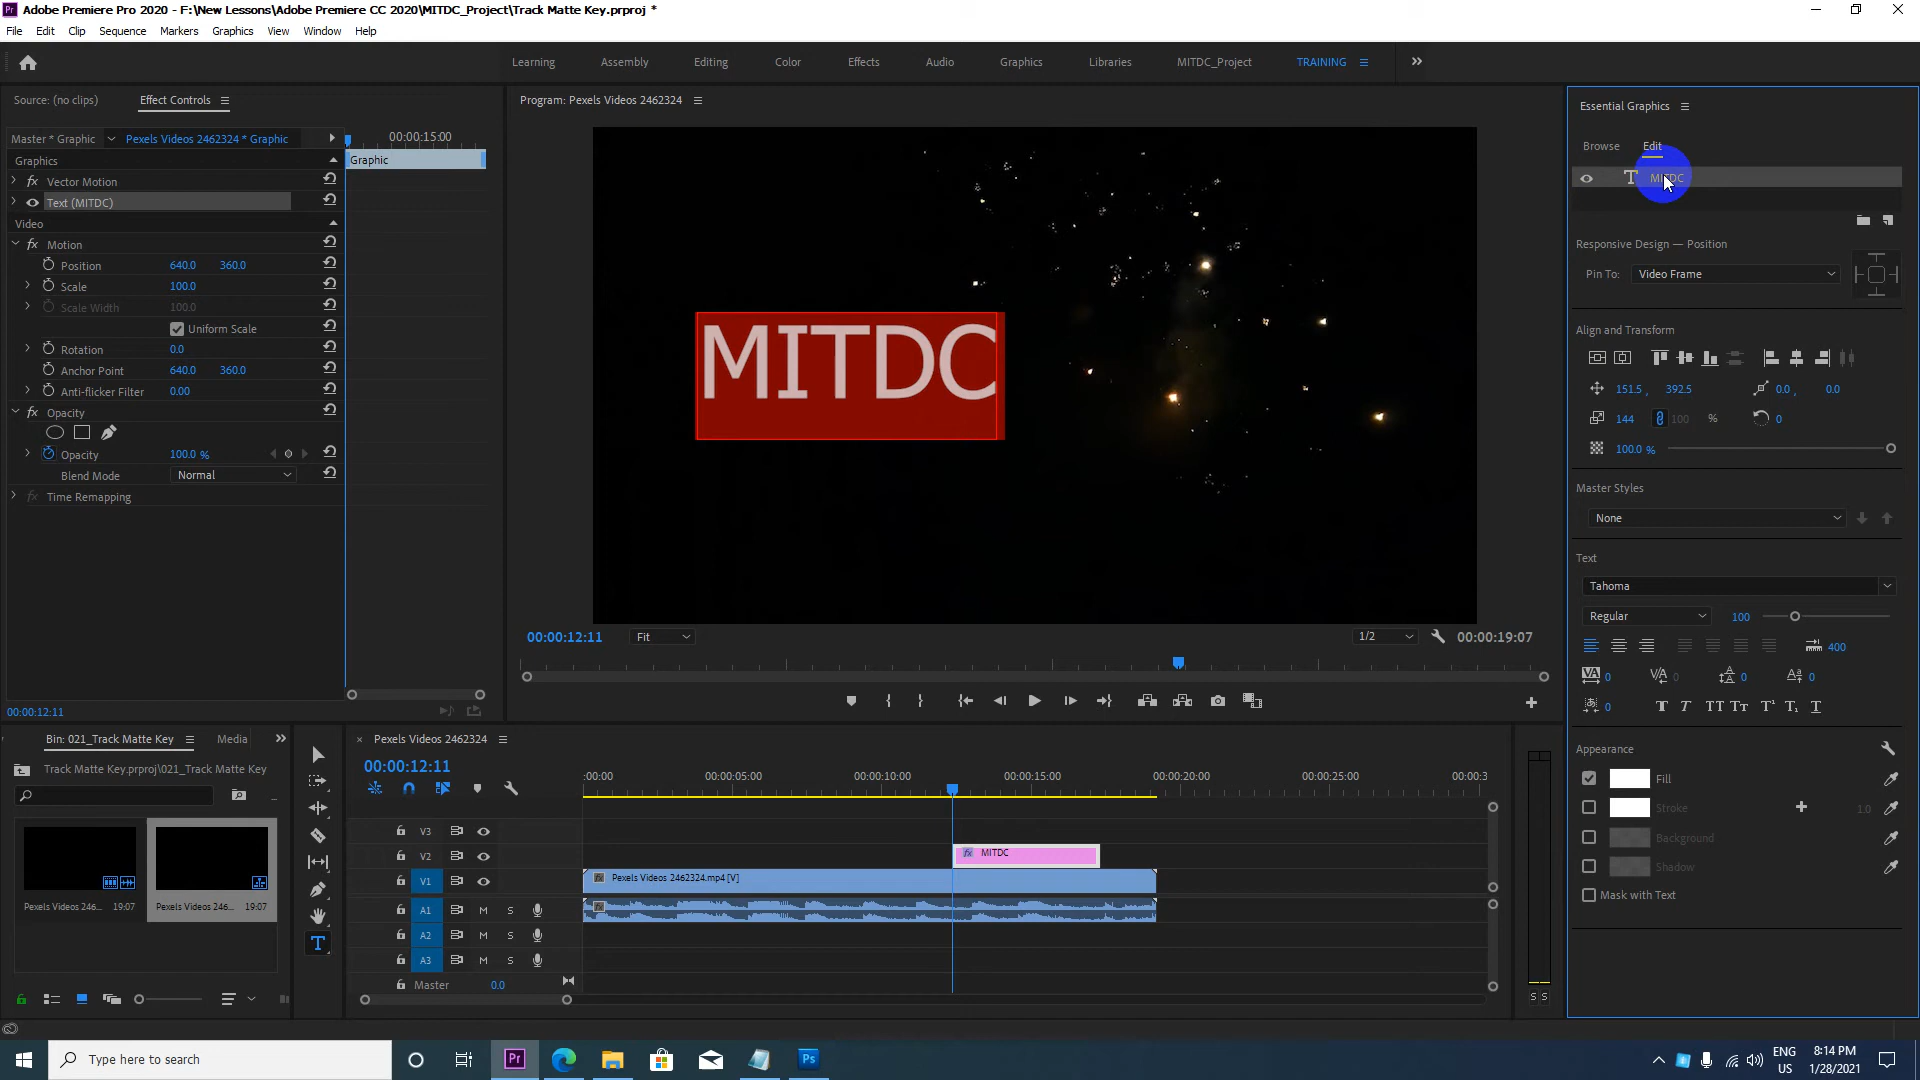 Adobe Premiere Pro 2020 - F:\New Lessons\Adobe Premiere CC 2020\MITDC_Project\Track Matte Key.prproj *
File Edit Clip Sequence Markers Graphics View Window Help
Learning Assembly Editing Color Effects Audio Graphics Libraries MITDC_Project TRAINING
Source: (no clips) Effect Controls
Master * Graphic Pexels Videos 2462324 * Graphic
00:00:15:00
Graphics
Graphic
fx Vector Motion
Text (MITDC)
Video
fx Motion
Position 640.0 360.0
Scale 100.0
Scale Width 100.0
Uniform Scale
Rotation 0.0
Anchor Point 640.0 360.0
Anti-flicker Filter 0.00
fx Opacity
Opacity 100.0 %
Blend Mode Normal
fx Time Remapping
00:00:12:11
Program: Pexels Videos 2462324
MITDC
00:00:12:11 Fit 1/2 00:00:19:07
Essential Graphics
Browse Edit
T MITDC
Responsive Design — Position
Pin To: Video Frame
Align and Transform
151.5 , 392.5 0.0 , 0.0
144 100 % 0
100.0 %
Master Styles
None
Text
Tahoma
Regular 100
400
0 0 0 0
0
Appearance
Fill
Stroke 1.0
Background
Shadow
Mask with Text
Bin: 021_Track Matte Key Media
Track Matte Key.prproj\021_Track Matte Key
Pexels Videos 246... 19:07 Pexels Videos 246... 19:07
Pexels Videos 2462324
00:00:12:11
:00:00 00:00:05:00 00:00:10:00 00:00:15:00 00:00:20:00 00:00:25:00 00:00:3
V3
V2 fx MITDC
V1 Pexels Videos 2462324.mp4 [V]
A1 M S
A2 M S
A3 M S
Master 0.0
S S
Type here to search
Pr
Ps
ENG
US
8:14 PM
1/28/2021